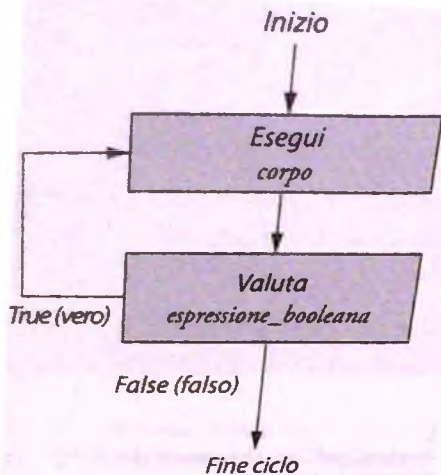 Inizio
Esegui
corpo
Valuta
espressione_booleana
True (vero)
False (falso)
Fine ciclo